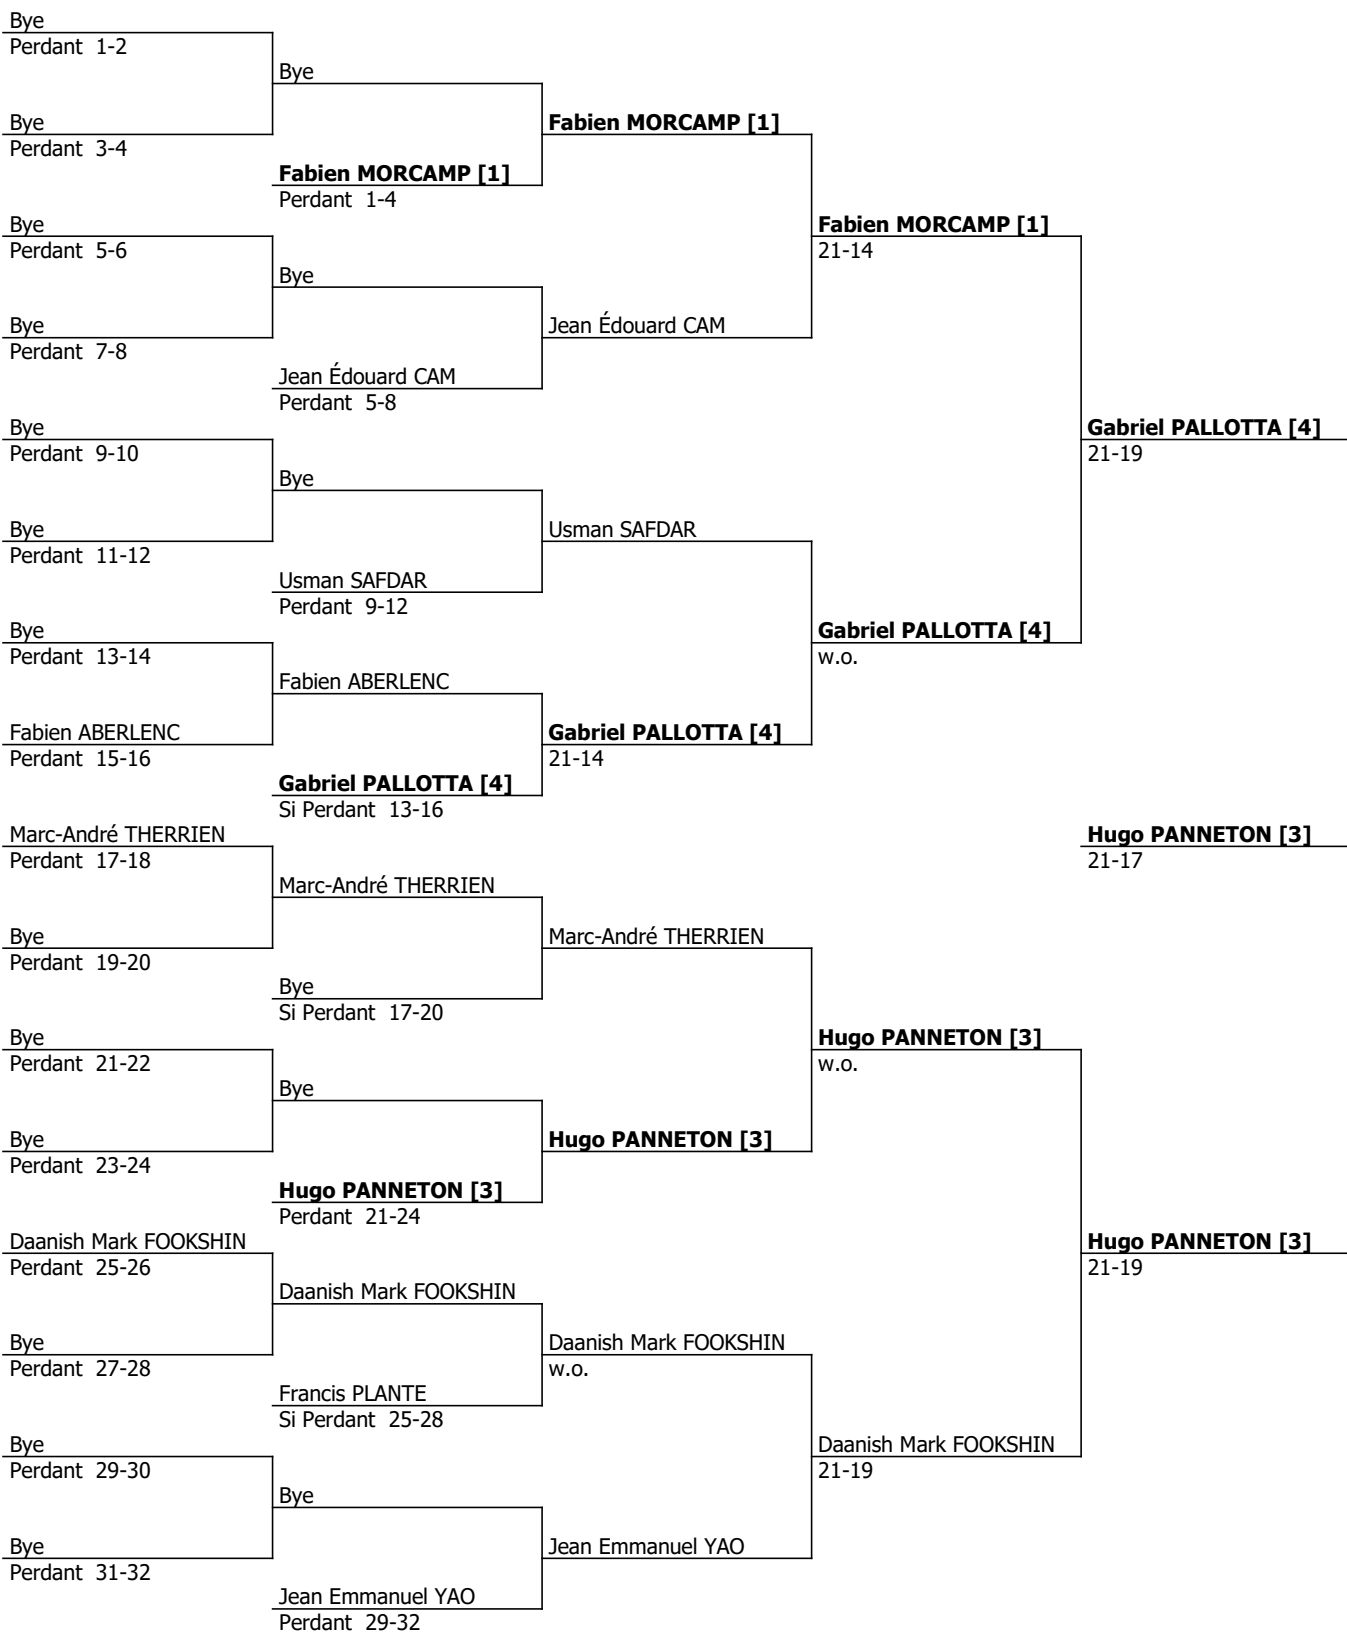 Bye
Perdant 1-2
Bye
Bye
Fabien MORCAMP [1]
Perdant 3-4
Fabien MORCAMP [1]
Perdant 1-4
Bye
Fabien MORCAMP [1]
Perdant 5-6
21-14
Bye
Bye
Jean Édouard CAM
Perdant 7-8
Jean Édouard CAM
Perdant 5-8
Bye
Gabriel PALLOTTA [4]
Perdant 9-10
21-19
Bye
Bye
Usman SAFDAR
Perdant 11-12
Usman SAFDAR
Perdant 9-12
Bye
Gabriel PALLOTTA [4]
Perdant 13-14
w.o.
Fabien ABERLENC
Fabien ABERLENC
Gabriel PALLOTTA [4]
Perdant 15-16
21-14
Gabriel PALLOTTA [4]
Si Perdant 13-16
Marc-André THERRIEN
Hugo PANNETON [3]
Perdant 17-18
21-17
Marc-André THERRIEN
Bye
Marc-André THERRIEN
Perdant 19-20
Bye
Si Perdant 17-20
Bye
Hugo PANNETON [3]
Perdant 21-22
w.o.
Bye
Bye
Hugo PANNETON [3]
Perdant 23-24
Hugo PANNETON [3]
Perdant 21-24
Daanish Mark FOOKSHIN
Hugo PANNETON [3]
Perdant 25-26
21-19
Daanish Mark FOOKSHIN
Bye
Daanish Mark FOOKSHIN
Perdant 27-28
w.o.
Francis PLANTE
Si Perdant 25-28
Bye
Daanish Mark FOOKSHIN
Perdant 29-30
21-19
Bye
Bye
Jean Emmanuel YAO
Perdant 31-32
Jean Emmanuel YAO
Perdant 29-32